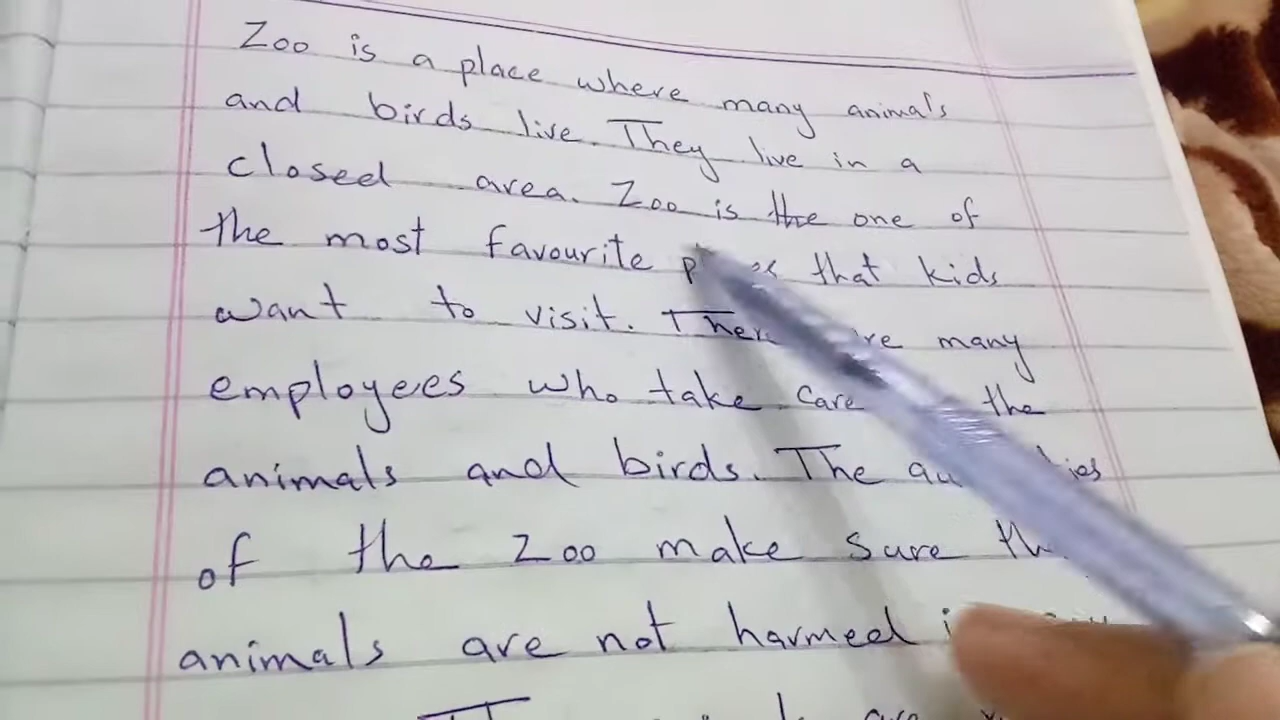 Zoo is a place where many animals
and birds live. They live in a
closed area. Zoo is the one of
the most favourite that kids
want to visit. many
employees who take care the
animals and birds. The
of the Zoo make sure
animals are not harmed